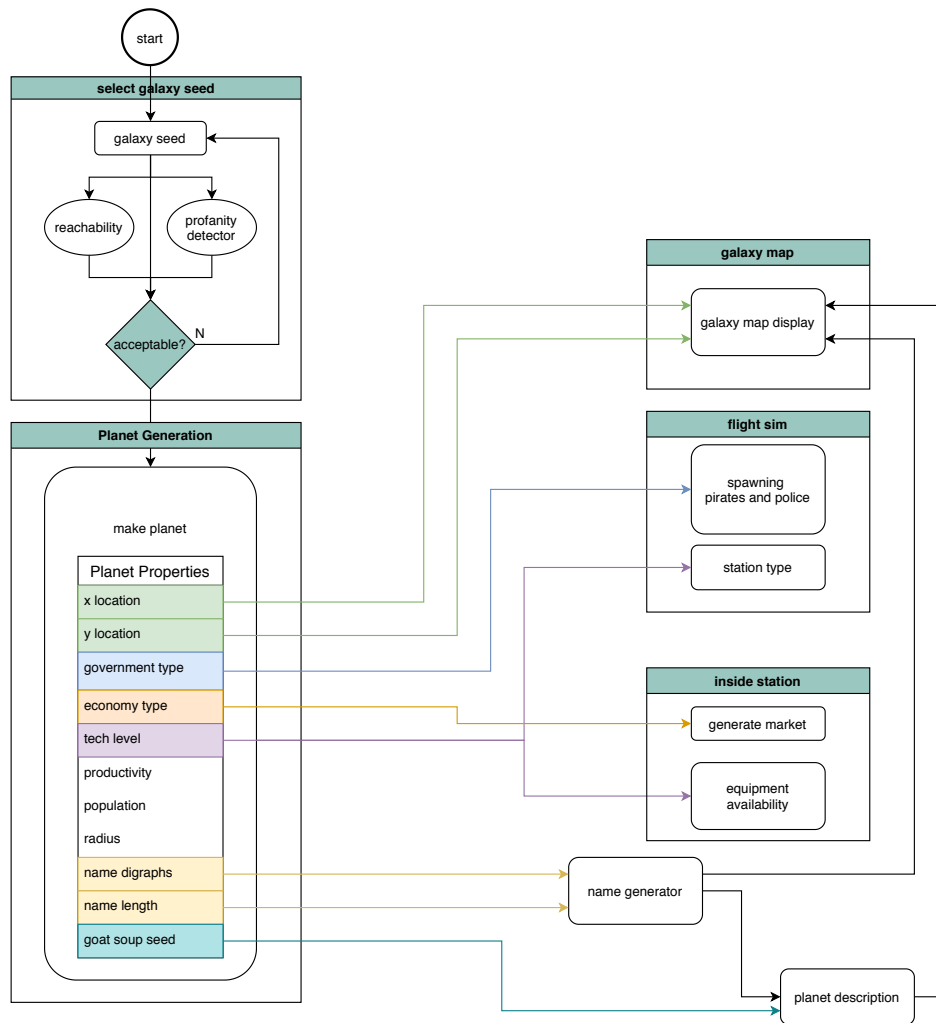 start
select galaxy seed
galaxy seed
reachability
profanity
detector
acceptable?
N
Planet Generation
make planet
Planet Properties
x location
y location
government type
economy type
tech level
productivity
population
radius
name digraphs
name length
goat soup seed
galaxy map
galaxy map display
flight sim
spawning
pirates and police
station type
inside station
generate market
equipment
availability
name generator
planet description